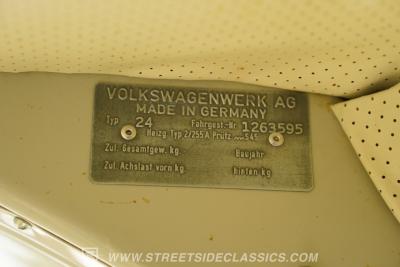 VOLKSWAGENWERK AG
MADE IN GERMANY
Typ 24 Fahrgest.-Nr. 1263595
Heizg. Typ 2/255A Prüfz. ~~S45
Zul. Gesamtgew. kg. Baujahr
Zul. Achslast vorn kg. hinten kg
WWW.STREETSIDECLASSICS.COM